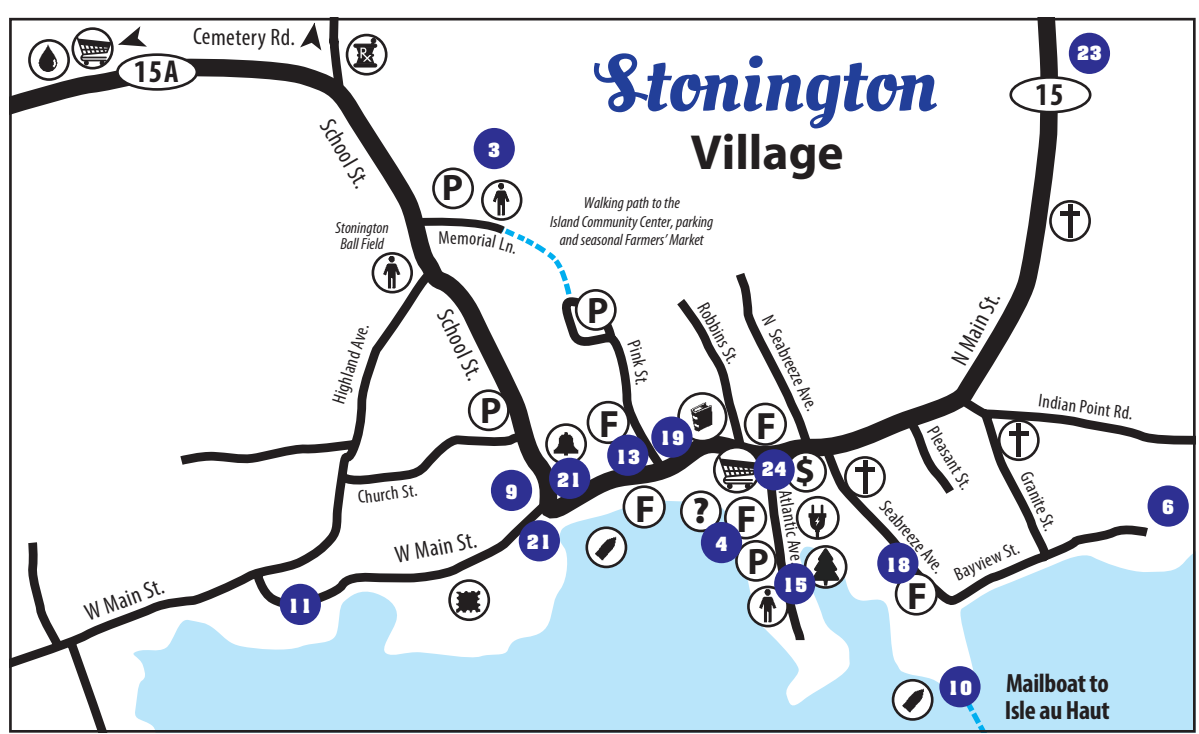 Cemetery Rd.
15A
Rx
Stonington
Village
23
15
School St.
3
P
Memorial Ln.
Walking path to the
Island Community Center, parking
and seasonal Farmers' Market
Stonington
Ball Field
P
Highland Ave.
School St.
P
Pink St.
Robbins St.
N Seabreeze Ave.
N Main St.
Indian Point Rd.
F
13
19
F
24
$
Pleasant St.
Granite St.
Church St.
9
21
21
F
?
F
4
P
Atlantic Ave.
15
Seabreeze Ave.
18
F
Bayview St.
6
W Main St.
W Main St.
11
10
Mailboat to
Isle au Haut